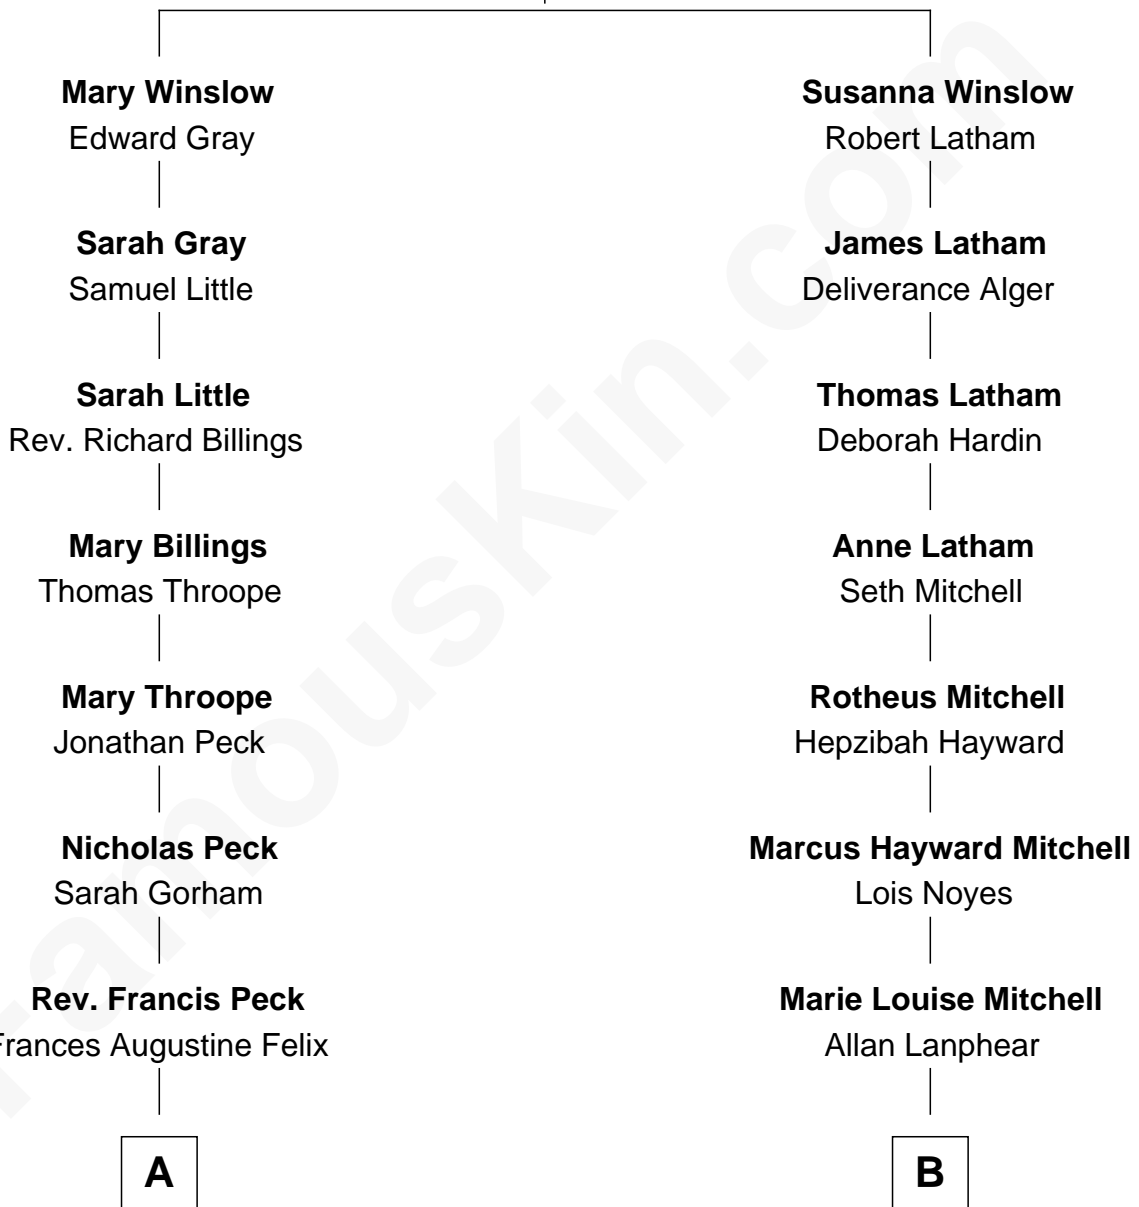 Mary Winslow
Edward Gray
Susanna Winslow
Robert Latham
Sarah Gray
Samuel Little
James Latham
Deliverance Alger
Sarah Little
Rev. Richard Billings
Thomas Latham
Deborah Hardin
Mary Billings
Thomas Throope
Anne Latham
Seth Mitchell
Mary Throope
Jonathan Peck
Rotheus Mitchell
Hepzibah Hayward
Nicholas Peck
Sarah Gorham
Marcus Hayward Mitchell
Lois Noyes
Rev. Francis Peck
Frances Augustine Felix
Marie Louise Mitchell
Allan Lanphear
A
B
FamousKin.com